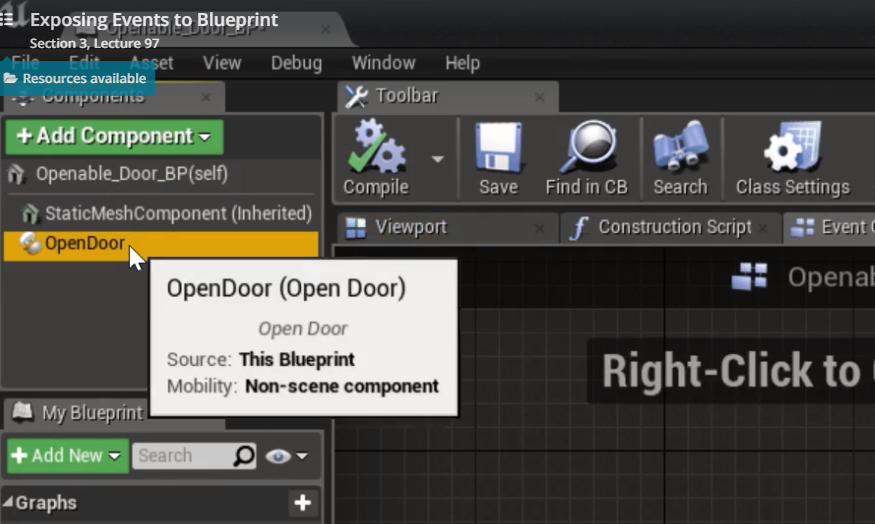 Exposing Events to Blueprint
Openable_Door_BP*
Section 3, Lecture 97
File Edit Asset View Debug Window Help
Resources available
Components
Toolbar
+ Add Component
Openable_Door_BP(self)
StaticMeshComponent (Inherited)
OpenDoor
Compile Save Find in CB Search Class Settings
Viewport Construction Script Event
Openab
Right-Click to
OpenDoor (Open Door)
Open Door
Source: This Blueprint
Mobility: Non-scene component
My Blueprint
+ Add New Search
Graphs